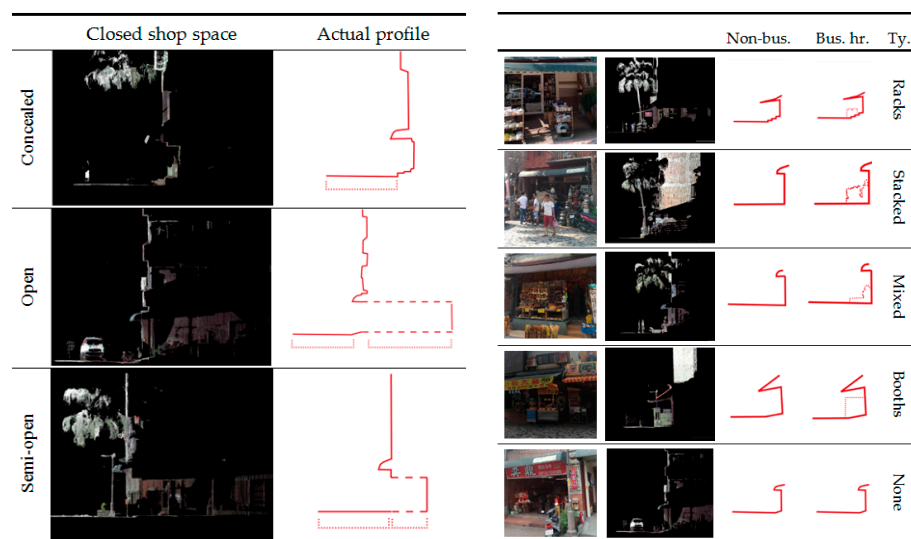 Closed shop space Actual profile
Concealed
Open
Semi-open
Non-bus. Bus. hr. Ty.
Racks
Stacked
Mixed
Booths
None